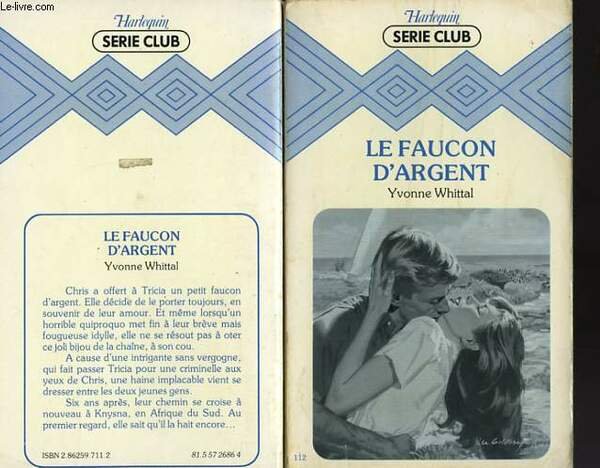 Le-livre.com
Harlequin
SERIE CLUB
LE FAUCON
D'ARGENT
Yvonne Whittal
Chris a offert à Tricia un petit faucon
d'argent. Elle décide de le porter toujours, en
souvenir de leur amour. Et même lorsqu'un
horrible quiproquo met fin à leur brève mais
fougueuse idylle, elle ne se résout pas à ôter
ce joli bijou de la chaîne, à son cou.
A cause d'une intrigante sans vergogne,
qui fait passer Tricia pour une criminelle aux
yeux de Chris, une haine implacable vient se
dresser entre les deux jeunes gens.
Six ans après, leur chemin se croise à
nouveau à Knysna, en Afrique du Sud. Au
premier regard, elle sait qu'il la hait encore...
ISBN 2 86259 711 2
81.5 57 2686 4
Harlequin
SERIE CLUB
LE FAUCON
D'ARGENT
Yvonne Whittal
112